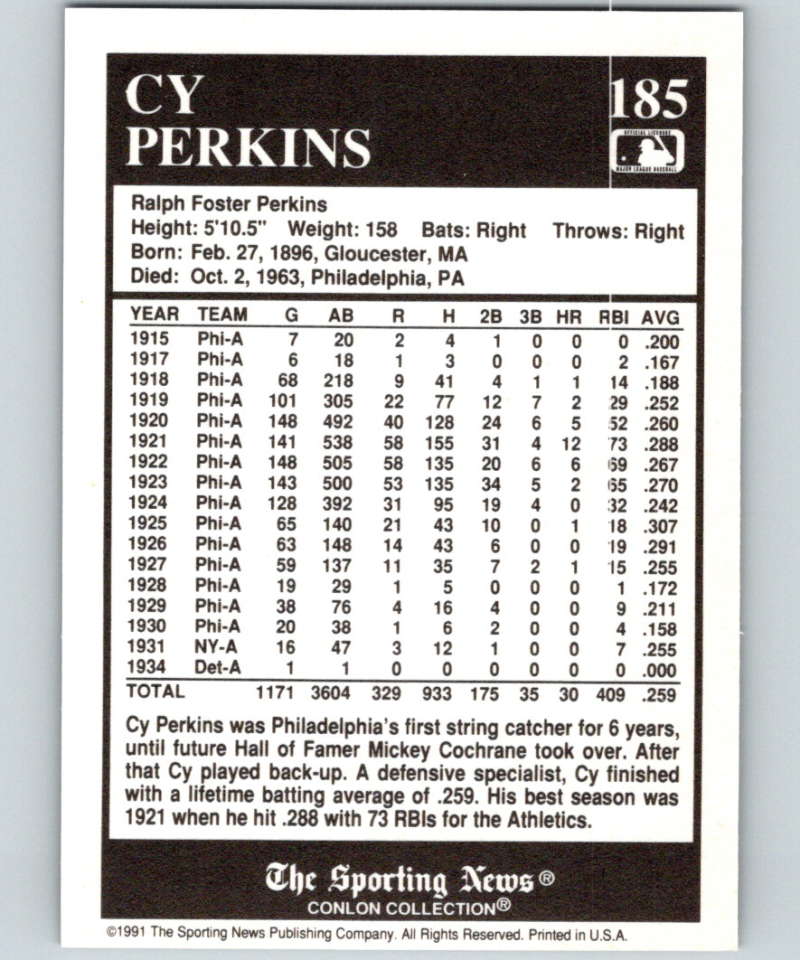 CY 185
PERKINS
OFFICIAL LICENSEE
MAJOR LEAGUE BASEBALL
Ralph Foster Perkins
Height: 5'10.5" Weight: 158 Bats: Right Throws: Right
Born: Feb. 27, 1896, Gloucester, MA
Died: Oct. 2, 1963, Philadelphia, PA
YEAR TEAM G AB R H 2B 3B HR RBI AVG
1915 Phi-A 7 20 2 4 1 0 0 0 .200
1917 Phi-A 6 18 1 3 0 0 0 2 .167
1918 Phi-A 68 218 9 41 4 1 1 14 .188
1919 Phi-A 101 305 22 77 12 7 2 29 .252
1920 Phi-A 148 492 40 128 24 6 5 52 .260
1921 Phi-A 141 538 58 155 31 4 12 73 .288
1922 Phi-A 148 505 58 135 20 6 6 69 .267
1923 Phi-A 143 500 53 135 34 5 2 65 .270
1924 Phi-A 128 392 31 95 19 4 0 32 .242
1925 Phi-A 65 140 21 43 10 0 1 18 .307
1926 Phi-A 63 148 14 43 6 0 0 19 .291
1927 Phi-A 59 137 11 35 7 2 1 15 .255
1928 Phi-A 19 29 1 5 0 0 0 1 .172
1929 Phi-A 38 76 4 16 4 0 0 9 .211
1930 Phi-A 20 38 1 6 2 0 0 4 .158
1931 NY-A 16 47 3 12 1 0 0 7 .255
1934 Det-A 1 1 0 0 0 0 0 0 .000
TOTAL 1171 3604 329 933 175 35 30 409 .259
Cy Perkins was Philadelphia's first string catcher for 6 years,
until future Hall of Famer Mickey Cochrane took over. After
that Cy played back-up. A defensive specialist, Cy finished
with a lifetime batting average of .259. His best season was
1921 when he hit .288 with 73 RBIs for the Athletics.
The Sporting News®
CONLON COLLECTION®
©1991 The Sporting News Publishing Company. All Rights Reserved. Printed in U.S.A.